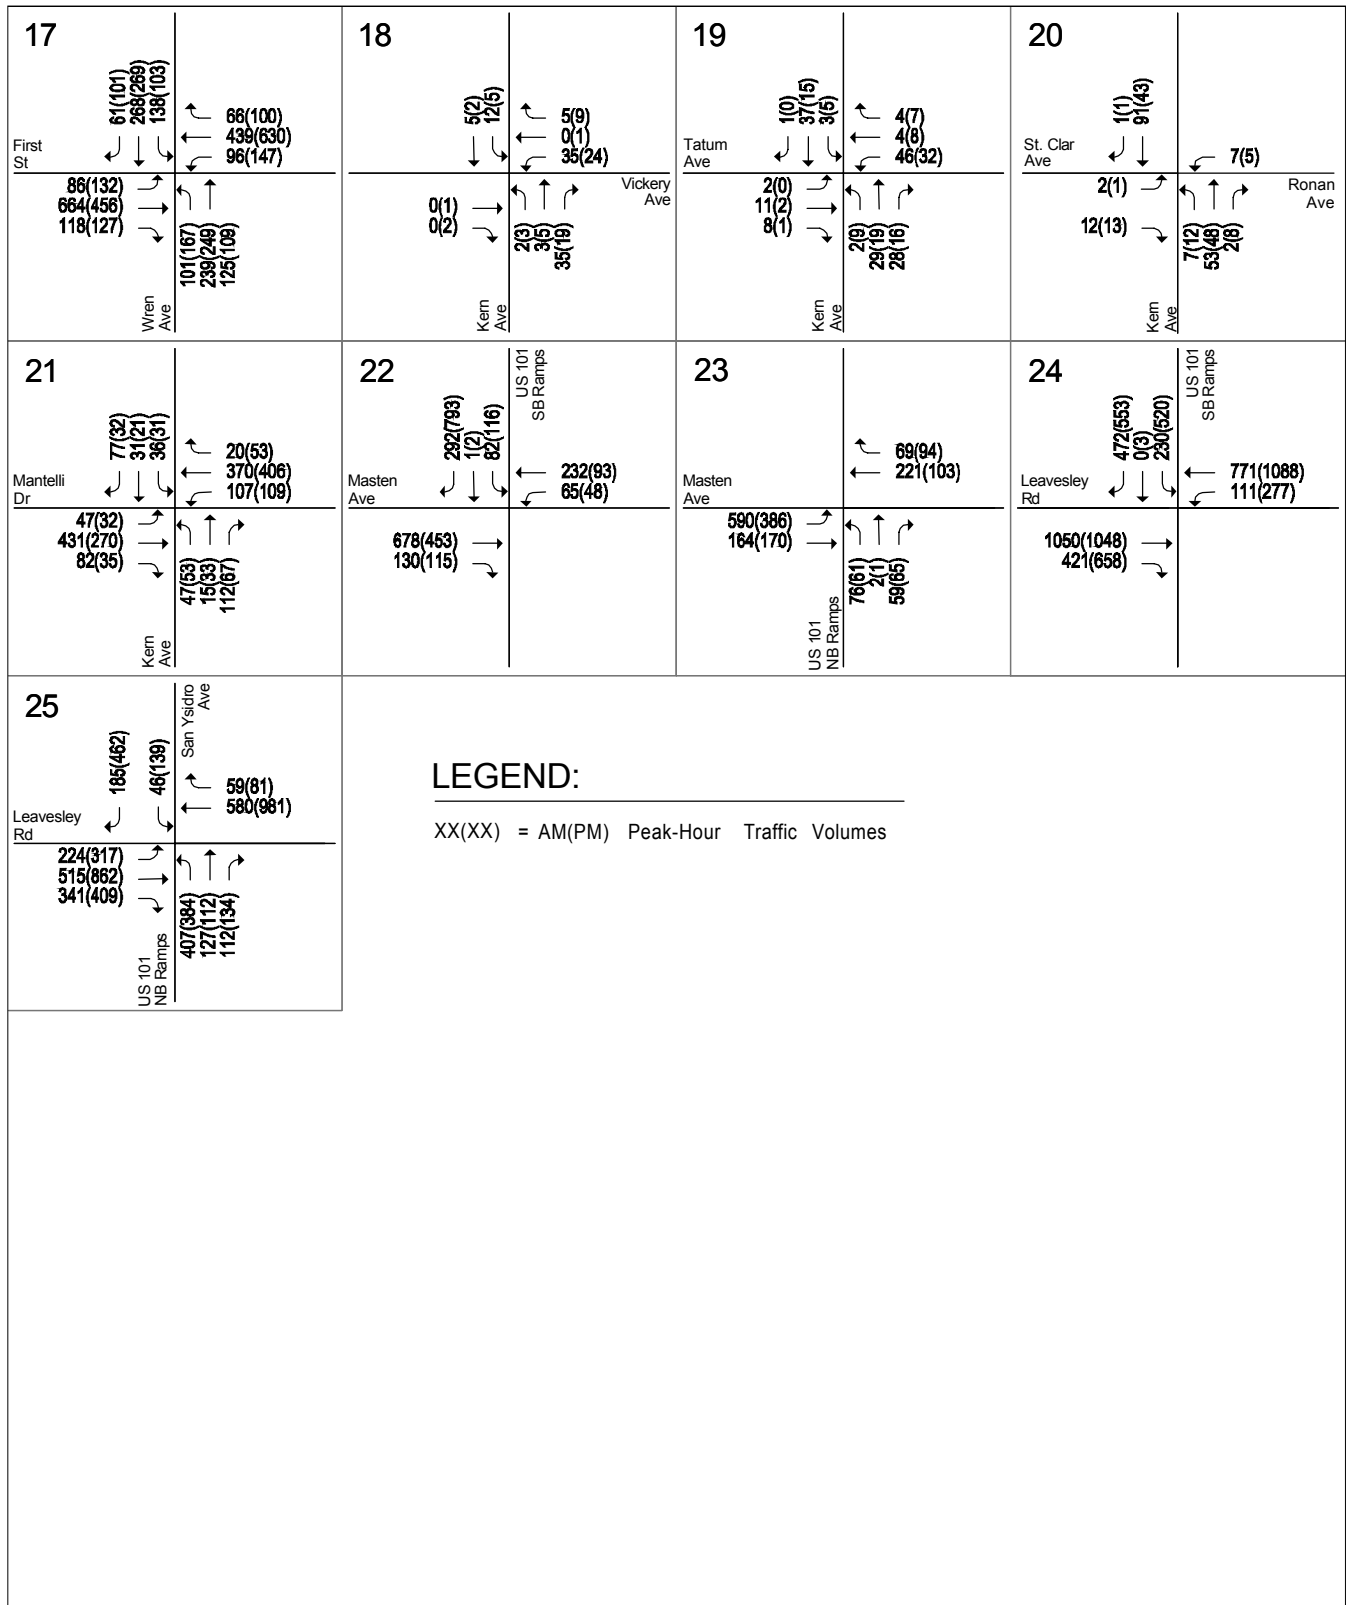 17
61(101)
268(269)
138(103)
66(100)
439(630)
96(147)
First
St
86(132)
664(456)
118(127)
101(167)
239(249)
125(109)
Wren
Ave
18
5(2)
12(5)
5(9)
0(1)
35(24)
Vickery
Ave
0(1)
0(2)
2(3)
3(5)
35(19)
Kern
Ave
19
1(0)
37(15)
3(5)
4(7)
4(8)
46(32)
Tatum
Ave
2(0)
11(2)
8(1)
2(9)
29(19)
28(16)
Kern
Ave
20
1(1)
91(43)
7(5)
St. Clar
Ave
Ronan
Ave
2(1)
12(13)
7(12)
53(48)
2(8)
Kern
Ave
21
77(32)
31(21)
36(31)
20(53)
370(406)
107(109)
Mantelli
Dr
47(32)
431(270)
82(35)
47(53)
15(33)
112(67)
Kern
Ave
22
US 101
SB Ramps
292(793)
1(2)
82(116)
232(93)
65(48)
Masten
Ave
678(453)
130(115)
23
69(94)
221(103)
Masten
Ave
590(386)
164(170)
76(61)
2(1)
59(65)
US 101
NB Ramps
24
US 101
SB Ramps
472(553)
0(3)
230(520)
771(1088)
111(277)
Leavesley
Rd
1050(1048)
421(658)
25
San Ysidro
Ave
185(462)
46(139)
59(81)
580(981)
Leavesley
Rd
224(317)
515(862)
341(409)
407(384)
127(112)
112(134)
US 101
NB Ramps
LEGEND:
XX(XX) = AM(PM) Peak-Hour Traffic Volumes